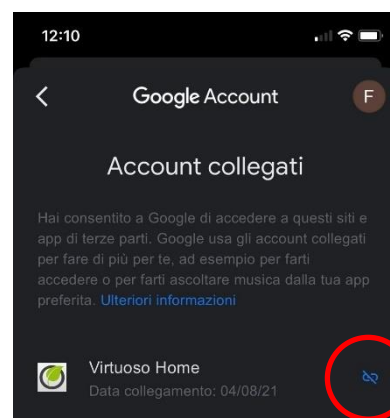 12:10
Google Account
F
Account collegati
Hai consentito a Google di accedere a questi siti e
app di terze parti. Google usa gli account collegati
per fare di più per te, ad esempio per farti
accedere o per farti ascoltare musica dalla tua app
preferita. Ulteriori informazioni
Virtuoso Home
Data collegamento: 04/08/21